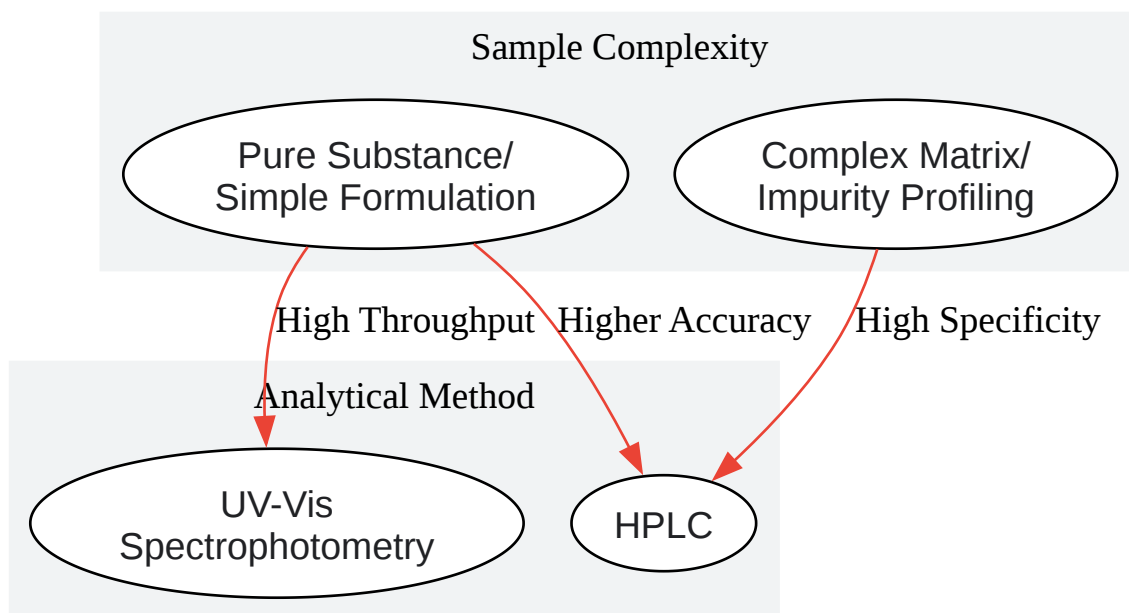 Sample Complexity
Pure Substance/
Simple Formulation
Complex Matrix/
Impurity Profiling
High Throughput
Higher Accuracy
High Specificity
Analytical Method
UV-Vis
Spectrophotometry
HPLC